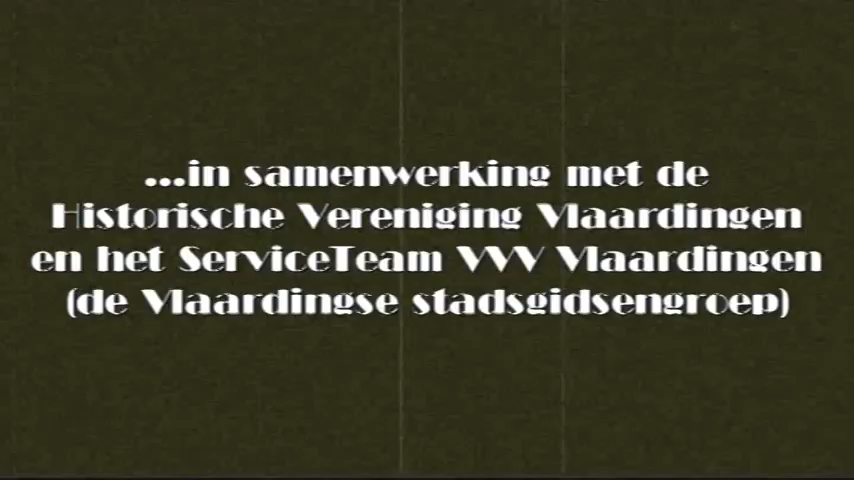 ...in samenwerking met de
Historische Vereniging Vlaardingen
en het ServiceTeam VVV Vlaardingen
(de Vlaardingse stadsgidsengroep)